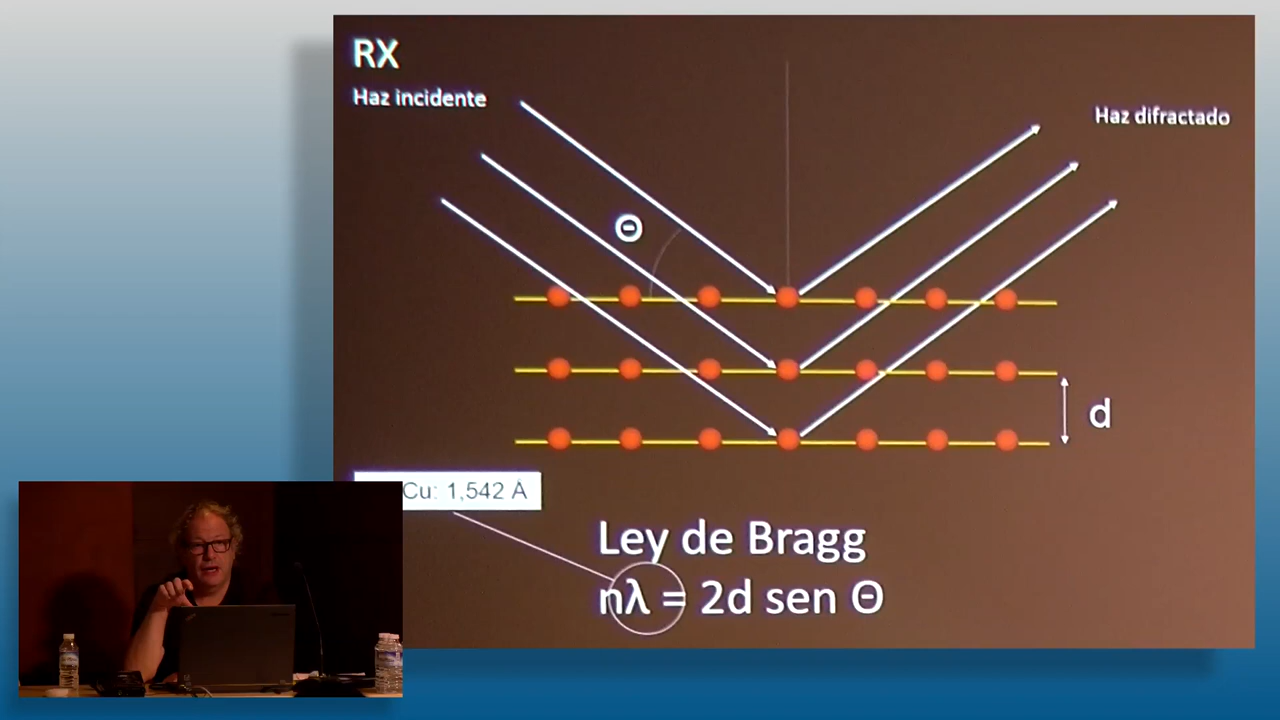 RX
Haz incidente
Haz difractado
Θ
d
Cu: 1,542 Å
Ley de Bragg
nλ = 2d sen Θ